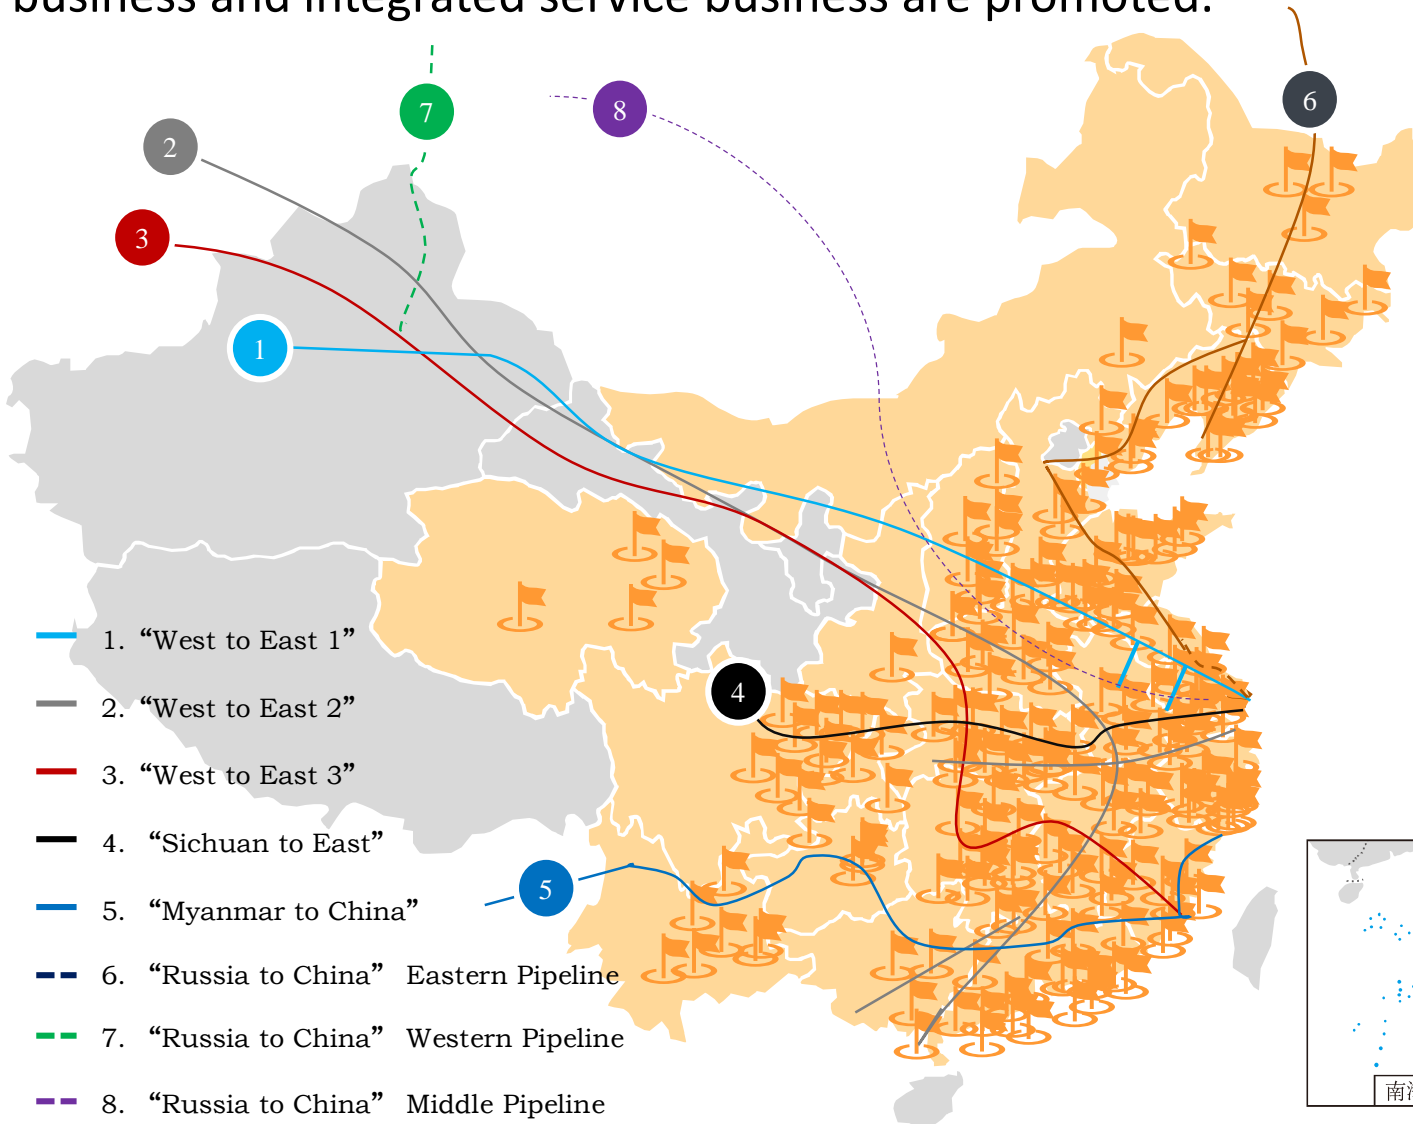 business and integrated service business are promoted.
7
8
6
2
3
1
4
5
1. “West to East 1”
2. “West to East 2”
3. “West to East 3”
4. “Sichuan to East”
5. “Myanmar to China”
6. “Russia to China” Eastern Pipeline
7. “Russia to China” Western Pipeline
8. “Russia to China” Middle Pipeline
南